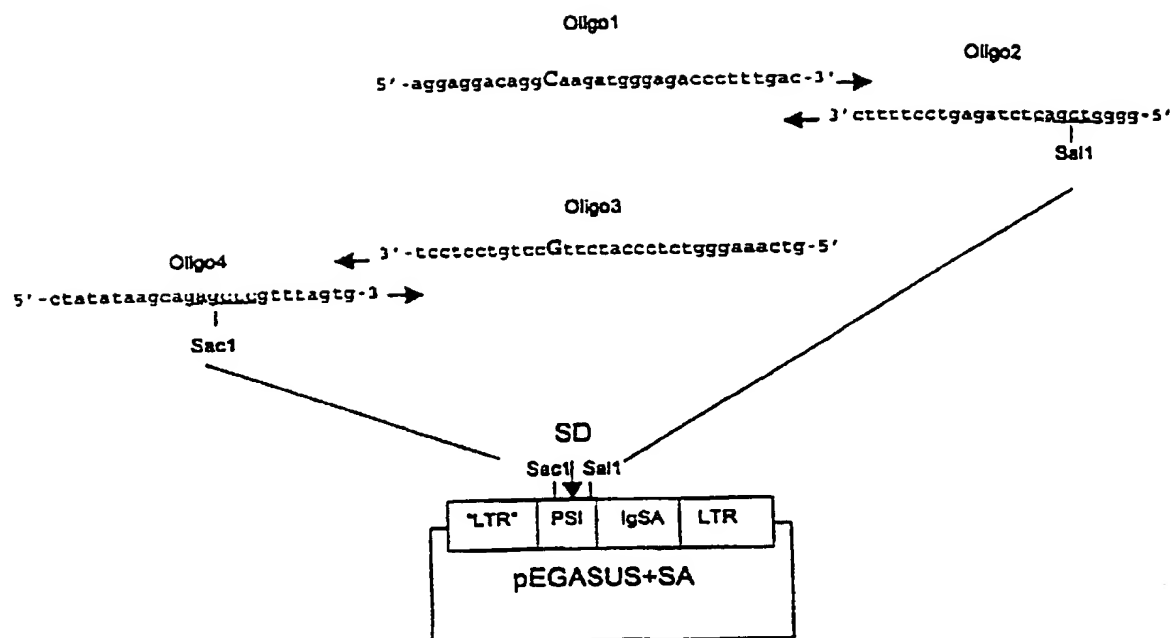 Oligo1
Oligo2
5'-aggaggacaggCaagatgggagaccctttgac-3'
3'cttttcctgagatctcagctgggg-5'
Sal1
Oligo3
3'-tcctcctgtccGttctaccctctgggaaactg-5'
Oligo4
5'-ctatataagcagagctcgtttagtg-3
Sac1
SD
Sac1 Sal1
"LTR" PSI IgSA LTR
pEGASUS+SA